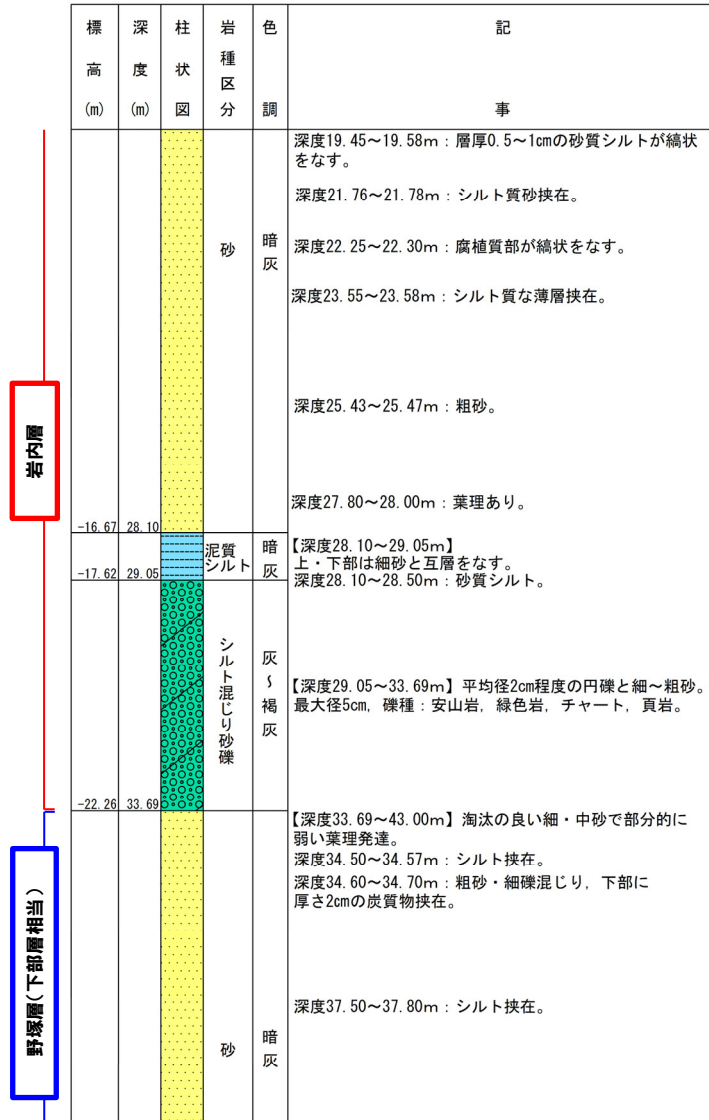 標高(m)
深度(m)
柱状図
岩種区分
色調
記事
岩内層
砂
暗灰
深度19.45～19.58m：層厚0.5～1cmの砂質シルトが縞状
をなす。
深度21.76～21.78m：シルト質砂挟在。
深度22.25～22.30m：腐植質部が縞状をなす。
深度23.55～23.58m：シルト質な薄層挟在。
深度25.43～25.47m：粗砂。
深度27.80～28.00m：葉理あり。
-16.67 28.10
泥質
シルト
暗灰
【深度28.10～29.05m】
上・下部は細砂と互層をなす。
深度28.10～28.50m：砂質シルト。
-17.62 29.05
シルト混じり砂礫
灰～褐灰
【深度29.05～33.69m】平均径2cm程度の円礫と細～粗砂。
最大径5cm，礫種：安山岩，緑色岩，チャート，頁岩。
-22.26 33.69
野塚層(下部層相当)
砂
暗灰
【深度33.69～43.00m】淘汰の良い細・中砂で部分的に
弱い葉理発達。
深度34.50～34.57m：シルト挟在。
深度34.60～34.70m：粗砂・細礫混じり，下部に
厚さ2cmの炭質物挟在。
深度37.50～37.80m：シルト挟在。